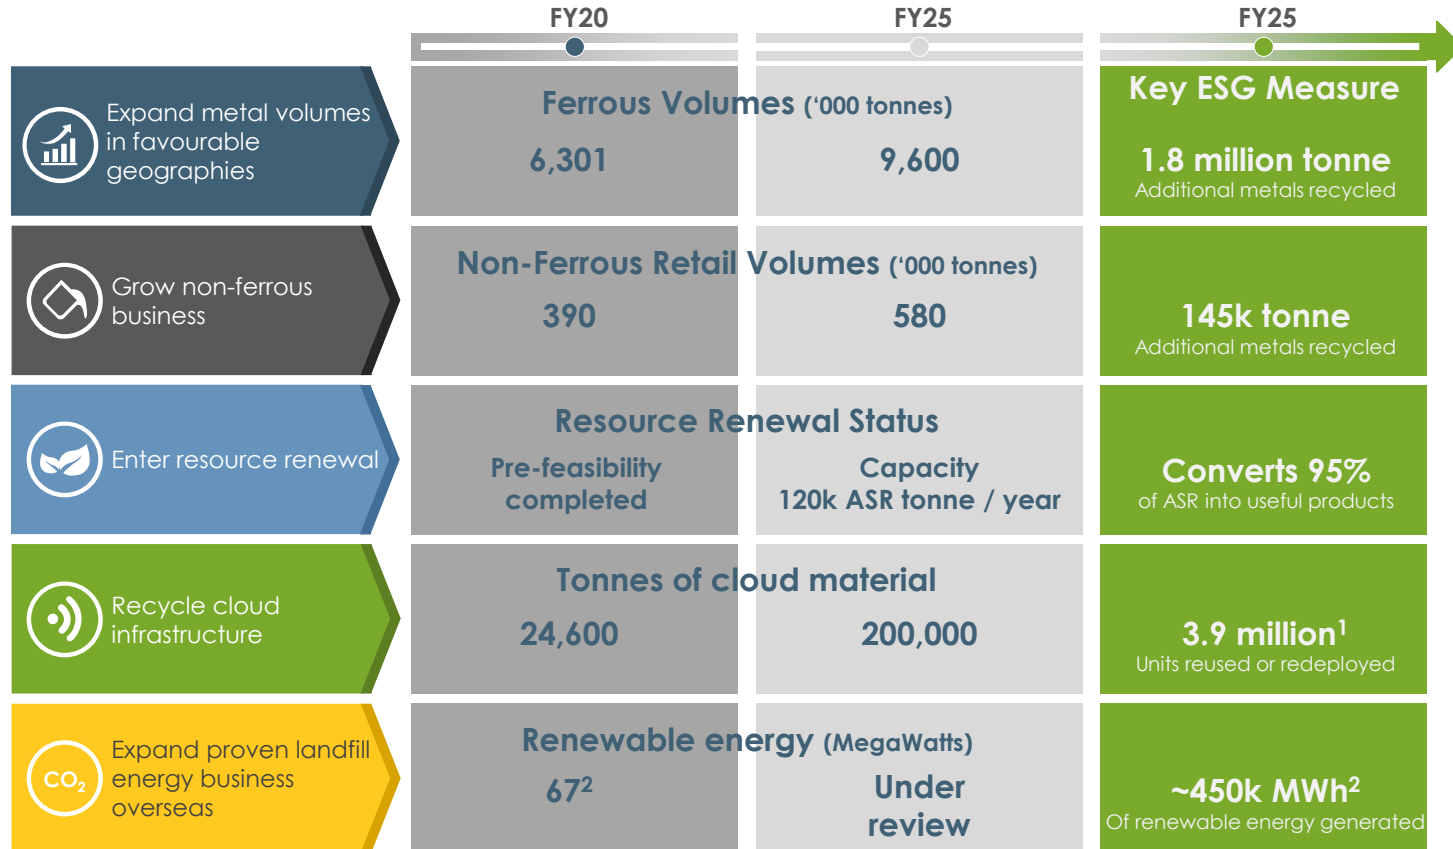 FY20
FY25
FY25
Expand metal volumes
in favourable
geographies
Ferrous Volumes (‘000 tonnes)
6,301
9,600
Key ESG Measure
1.8 million tonne
Additional metals recycled
Grow non-ferrous
business
Non-Ferrous Retail Volumes (‘000 tonnes)
390
580
145k tonne
Additional metals recycled
Enter resource renewal
Resource Renewal Status
Pre-feasibility
completed
Capacity
120k ASR tonne / year
Converts 95%
of ASR into useful products
Recycle cloud
infrastructure
Tonnes of cloud material
24,600
200,000
3.9 million¹
Units reused or redeployed
CO₂
Expand proven landfill
energy business
overseas
Renewable energy (MegaWatts)
67²
Under
review
~450k MWh²
Of renewable energy generated